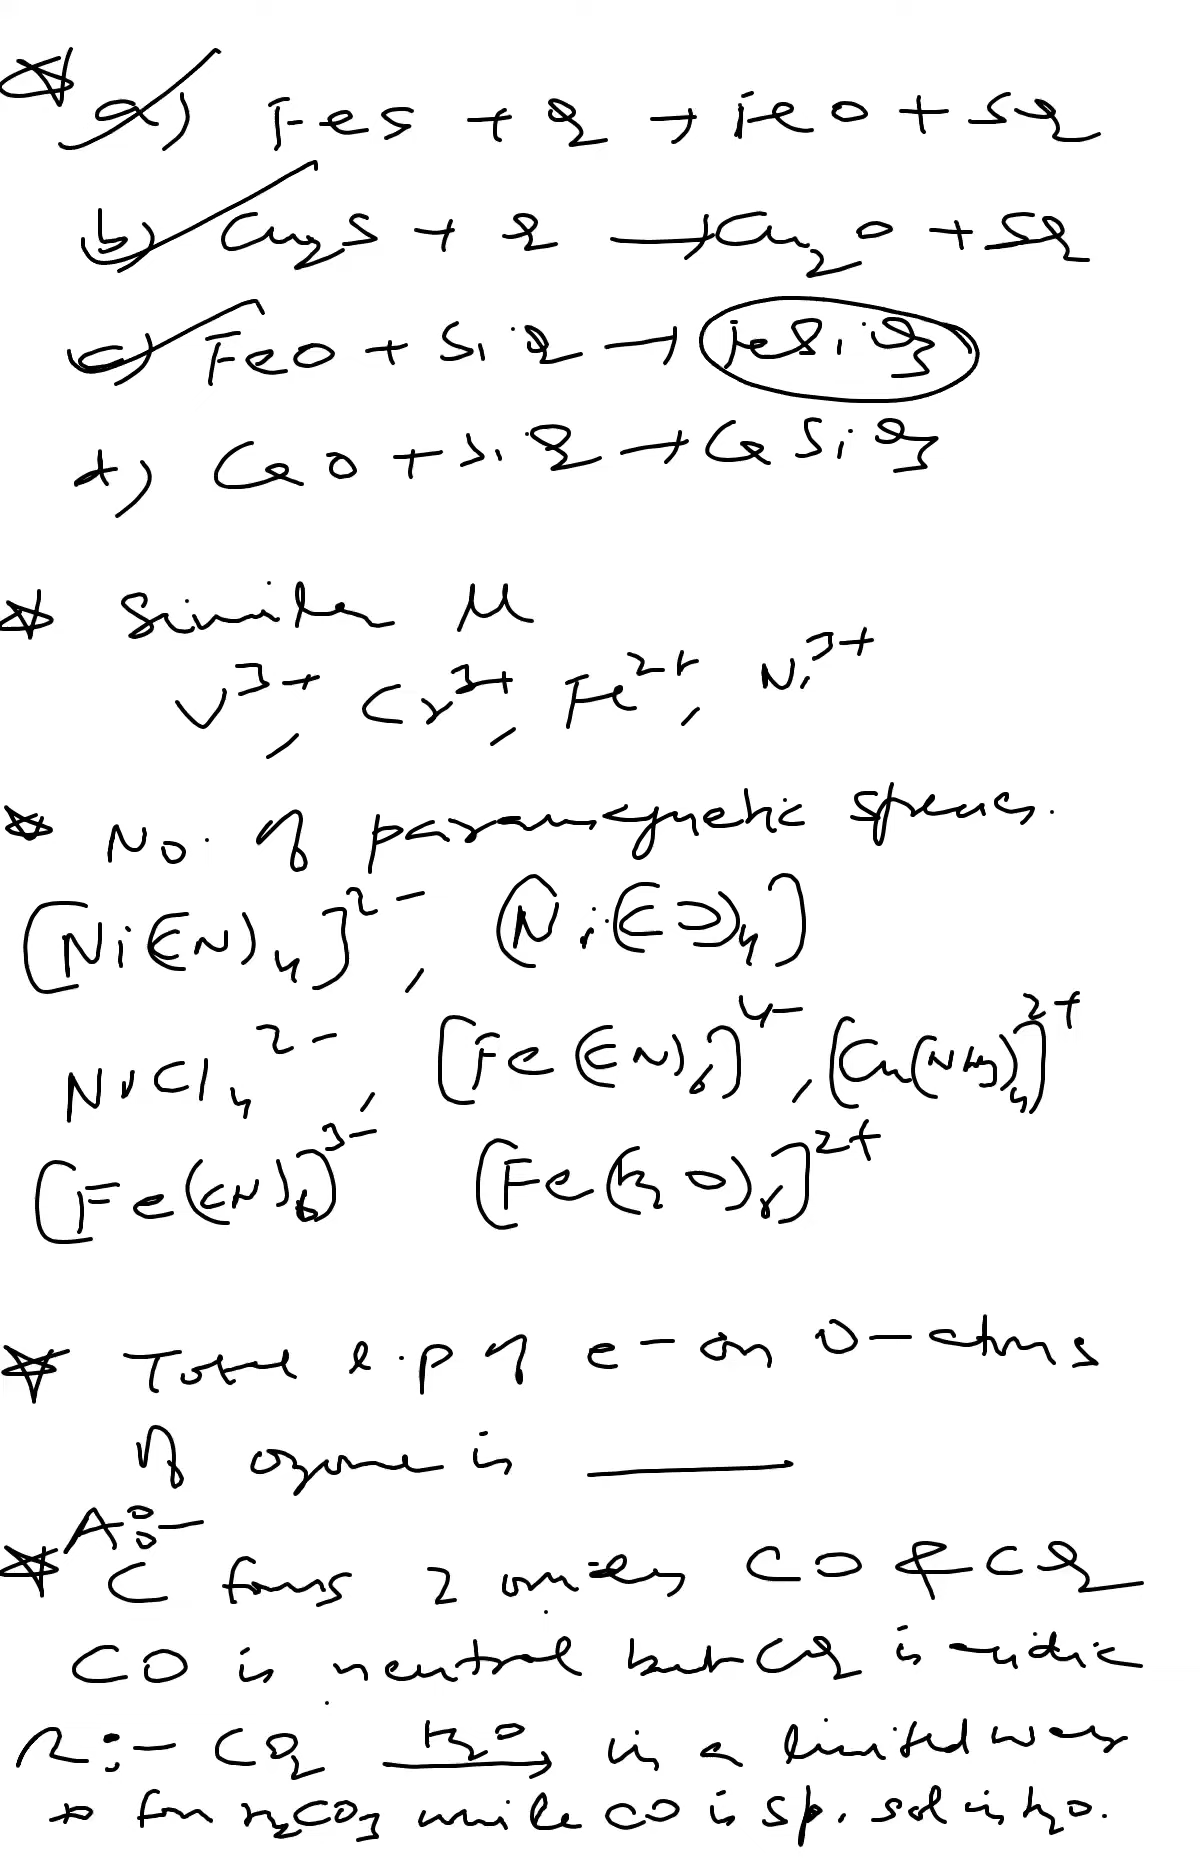 a) FeS + O2 → FeO + SO2
b) Cu2S + O2 → Cu2O + SO2
c) FeO + SiO2 → FeSiO3
d) CaO + SiO2 → CaSiO3
Similar μ
V3+, Cr3+, Fe2+, Ni3+
No. of paramagnetic species.
[Ni(CN)4]2-, [Ni(CO)4]
NiCl4 2-, [Fe(CN)6]4-, [Cu(NH3)4]2+
[Fe(CN)6]3- [Fe(H2O)6]2+
Total l.p of e- on O-atoms
of ozone is ____
A:-
C forms 2 oxides CO & CO2
CO is neutral but CO2 is acidic
R:- CO2 H2O→ in a limited way
to form H2CO3 while CO is sp. sol in H2O.